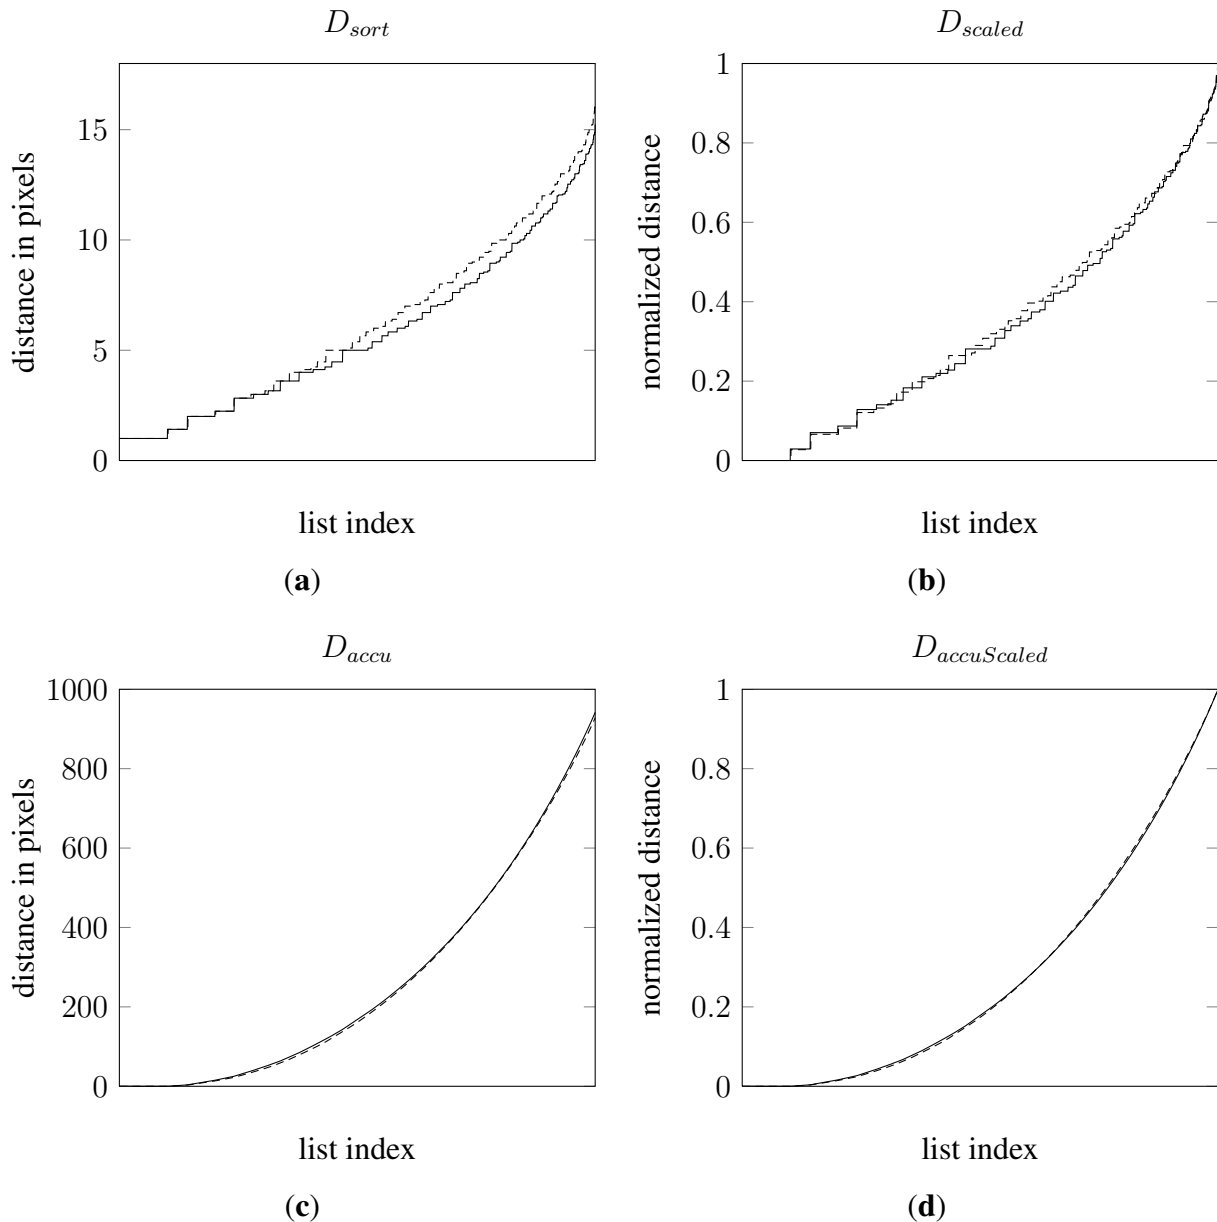 D_sort
15
10
5
0
distance in pixels
list index
(a)
D_scaled
1
0.8
0.6
0.4
0.2
0
normalized distance
list index
(b)
D_accu
1000
800
600
400
200
0
distance in pixels
list index
(c)
D_accuScaled
1
0.8
0.6
0.4
0.2
0
normalized distance
list index
(d)